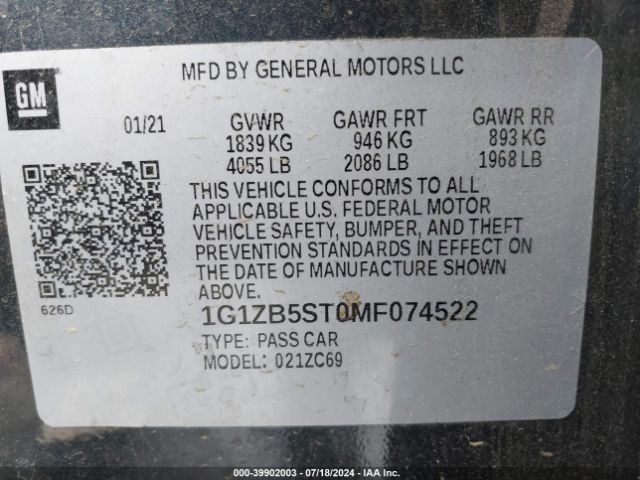 GM
MFD BY GENERAL MOTORS LLC
01/21 GVWR GAWR FRT GAWR RR
1839 KG 946 KG 893 KG
4055 LB 2086 LB 1968 LB
THIS VEHICLE CONFORMS TO ALL
APPLICABLE U.S. FEDERAL MOTOR
VEHICLE SAFETY, BUMPER, AND THEFT
PREVENTION STANDARDS IN EFFECT ON
THE DATE OF MANUFACTURE SHOWN
ABOVE.
626D
1G1ZB5ST0MF074522
TYPE: PASS CAR
MODEL: 021ZC69
000-39902003 - 07/18/2024 - IAA Inc.